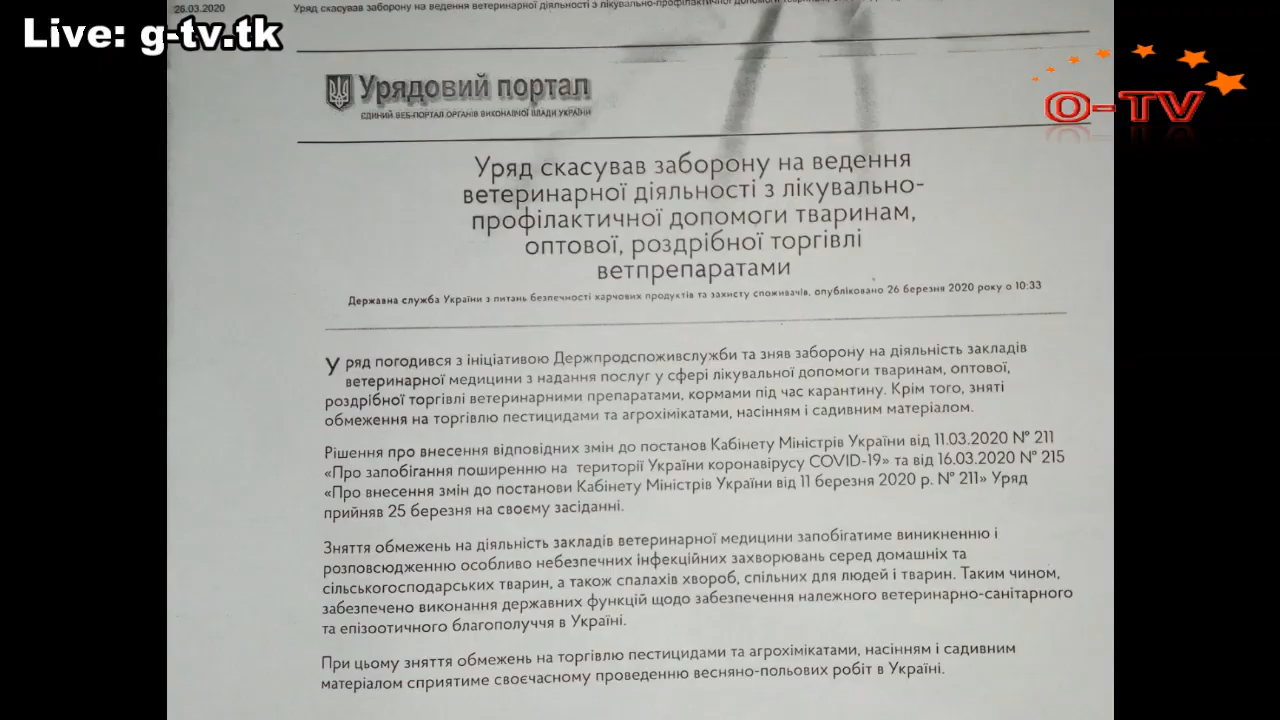 26.03.2020
Уряд скасував заборону на ведення ветеринарної діяльності з лікувально-профілактичної допомоги
Live: g-tv.tk
O-TV
Урядовий портал
ЄДИНИЙ ВЕБ-ПОРТАЛ ОРГАНІВ ВИКОНАВЧОЇ ВЛАДИ УКРАЇНИ
Уряд скасував заборону на ведення
ветеринарної діяльності з лікувально-
профілактичної допомоги тваринам,
оптової, роздрібної торгівлі
ветпрепаратами
Державна служба України з питань безпечності харчових продуктів та захисту споживачів, опубліковано 26 березня 2020 року о 10:33
Уряд погодився з ініціативою Держпродспоживслужби та зняв заборону на діяльність закладів
ветеринарної медицини з надання послуг у сфері лікувальної допомоги тваринам, оптової,
роздрібної торгівлі ветеринарними препаратами, кормами під час карантину. Крім того, зняті
обмеження на торгівлю пестицидами та агрохімікатами, насінням і садивним матеріалом.
Рішення про внесення відповідних змін до постанов Кабінету Міністрів України від 11.03.2020 № 211
«Про запобігання поширенню на території України коронавірусу COVID-19» та від 16.03.2020 № 215
«Про внесення змін до постанови Кабінету Міністрів України від 11 березня 2020 р. № 211» Уряд
прийняв 25 березня на своєму засіданні.
Зняття обмежень на діяльність закладів ветеринарної медицини запобігатиме виникненню і
розповсюдженню особливо небезпечних інфекційних захворювань серед домашніх та
сільськогосподарських тварин, а також спалахів хвороб, спільних для людей і тварин. Таким чином,
забезпечено виконання державних функцій щодо забезпечення належного ветеринарно-санітарного
та епізоотичного благополуччя в Україні.
При цьому зняття обмежень на торгівлю пестицидами та агрохімікатами, насінням і садивним
матеріалом сприятиме своєчасному проведенню весняно-польових робіт в Україні.